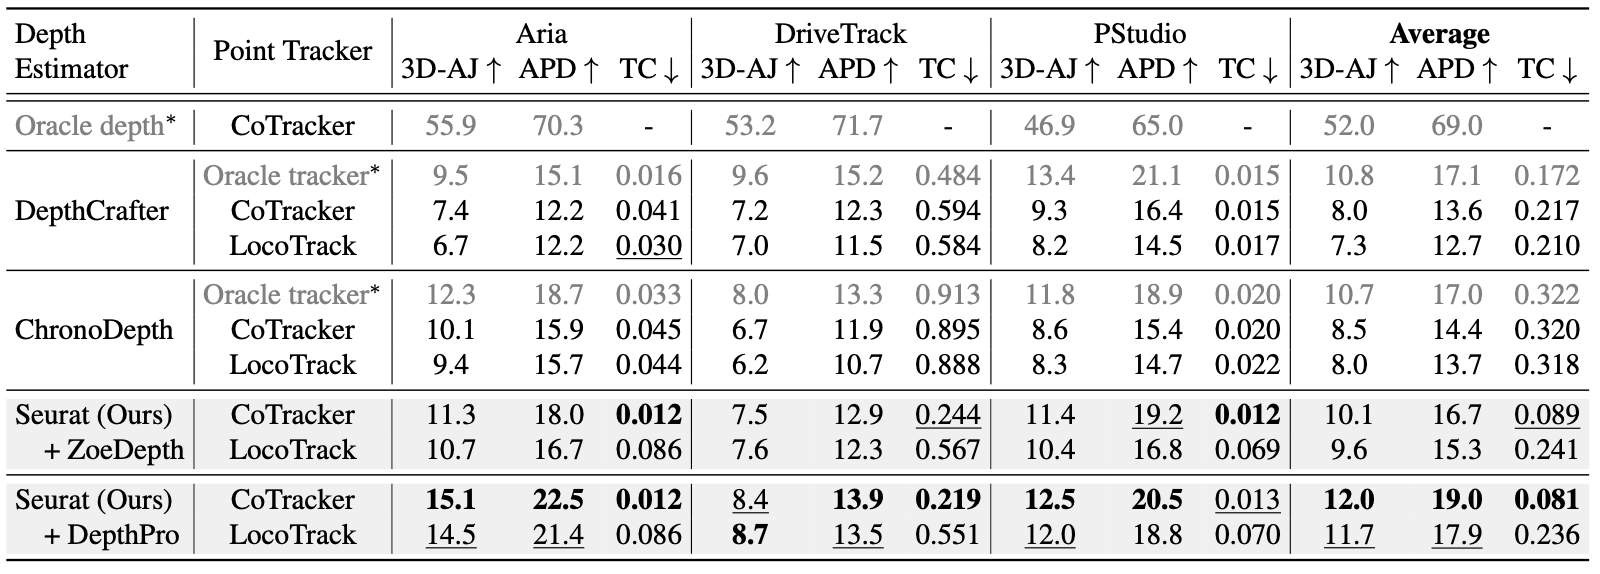 Depth Estimator | Point Tracker | Aria | DriveTrack | PStudio | Average
3D-AJ ↑ APD ↑ TC ↓ | 3D-AJ ↑ APD ↑ TC ↓ | 3D-AJ ↑ APD ↑ TC ↓ | 3D-AJ ↑ APD ↑ TC ↓
Oracle depth* | CoTracker | 55.9 70.3 - | 53.2 71.7 - | 46.9 65.0 - | 52.0 69.0 -
Oracle tracker* | 9.5 15.1 0.016 | 9.6 15.2 0.484 | 13.4 21.1 0.015 | 10.8 17.1 0.172
DepthCrafter | CoTracker | 7.4 12.2 0.041 | 7.2 12.3 0.594 | 9.3 16.4 0.015 | 8.0 13.6 0.217
LocoTrack | 6.7 12.2 0.030 | 7.0 11.5 0.584 | 8.2 14.5 0.017 | 7.3 12.7 0.210
Oracle tracker* | 12.3 18.7 0.033 | 8.0 13.3 0.913 | 11.8 18.9 0.020 | 10.7 17.0 0.322
ChronoDepth | CoTracker | 10.1 15.9 0.045 | 6.7 11.9 0.895 | 8.6 15.4 0.020 | 8.5 14.4 0.320
LocoTrack | 9.4 15.7 0.044 | 6.2 10.7 0.888 | 8.3 14.7 0.022 | 8.0 13.7 0.318
Seurat (Ours) | CoTracker | 11.3 18.0 0.012 | 7.5 12.9 0.244 | 11.4 19.2 0.012 | 10.1 16.7 0.089
+ ZoeDepth | LocoTrack | 10.7 16.7 0.086 | 7.6 12.3 0.567 | 10.4 16.8 0.069 | 9.6 15.3 0.241
Seurat (Ours) | CoTracker | 15.1 22.5 0.012 | 8.4 13.9 0.219 | 12.5 20.5 0.013 | 12.0 19.0 0.081
+ DepthPro | LocoTrack | 14.5 21.4 0.086 | 8.7 13.5 0.551 | 12.0 18.8 0.070 | 11.7 17.9 0.236